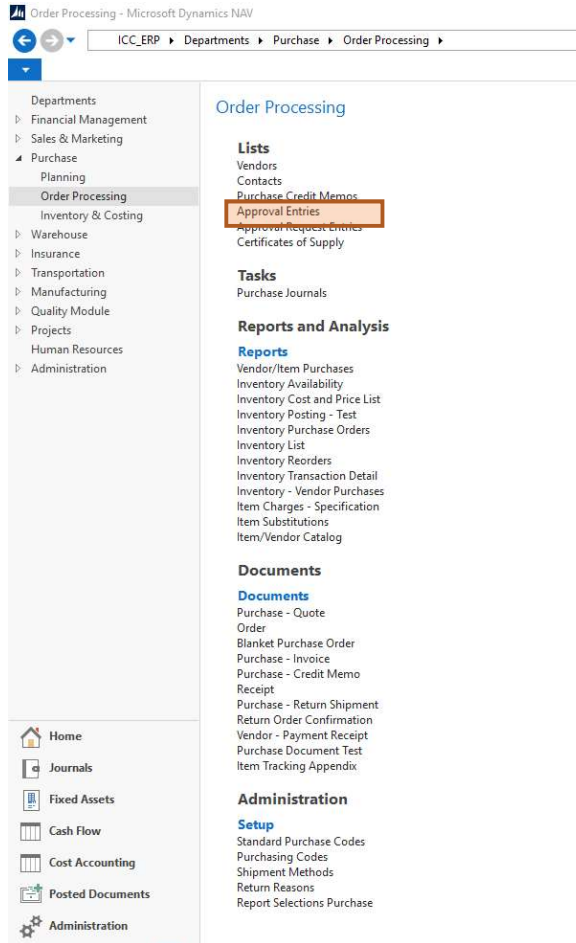 Order Processing - Microsoft Dynamics NAV
ICC_ERP ▸ Departments ▸ Purchase ▸ Order Processing ▸
Departments
Financial Management
Sales & Marketing
Purchase
Planning
Order Processing
Inventory & Costing
Warehouse
Insurance
Transportation
Manufacturing
Quality Module
Projects
Human Resources
Administration
Home
Journals
Fixed Assets
Cash Flow
Cost Accounting
Posted Documents
Administration
Order Processing
Lists
Vendors
Contacts
Purchase Credit Memos
Approval Entries
Approval Request Entries
Certificates of Supply
Tasks
Purchase Journals
Reports and Analysis
Reports
Vendor/Item Purchases
Inventory Availability
Inventory Cost and Price List
Inventory Posting - Test
Inventory Purchase Orders
Inventory List
Inventory Reorders
Inventory Transaction Detail
Inventory - Vendor Purchases
Item Charges - Specification
Item Substitutions
Item/Vendor Catalog
Documents
Documents
Purchase - Quote
Order
Blanket Purchase Order
Purchase - Invoice
Purchase - Credit Memo
Receipt
Purchase - Return Shipment
Return Order Confirmation
Vendor - Payment Receipt
Purchase Document Test
Item Tracking Appendix
Administration
Setup
Standard Purchase Codes
Purchasing Codes
Shipment Methods
Return Reasons
Report Selections Purchase